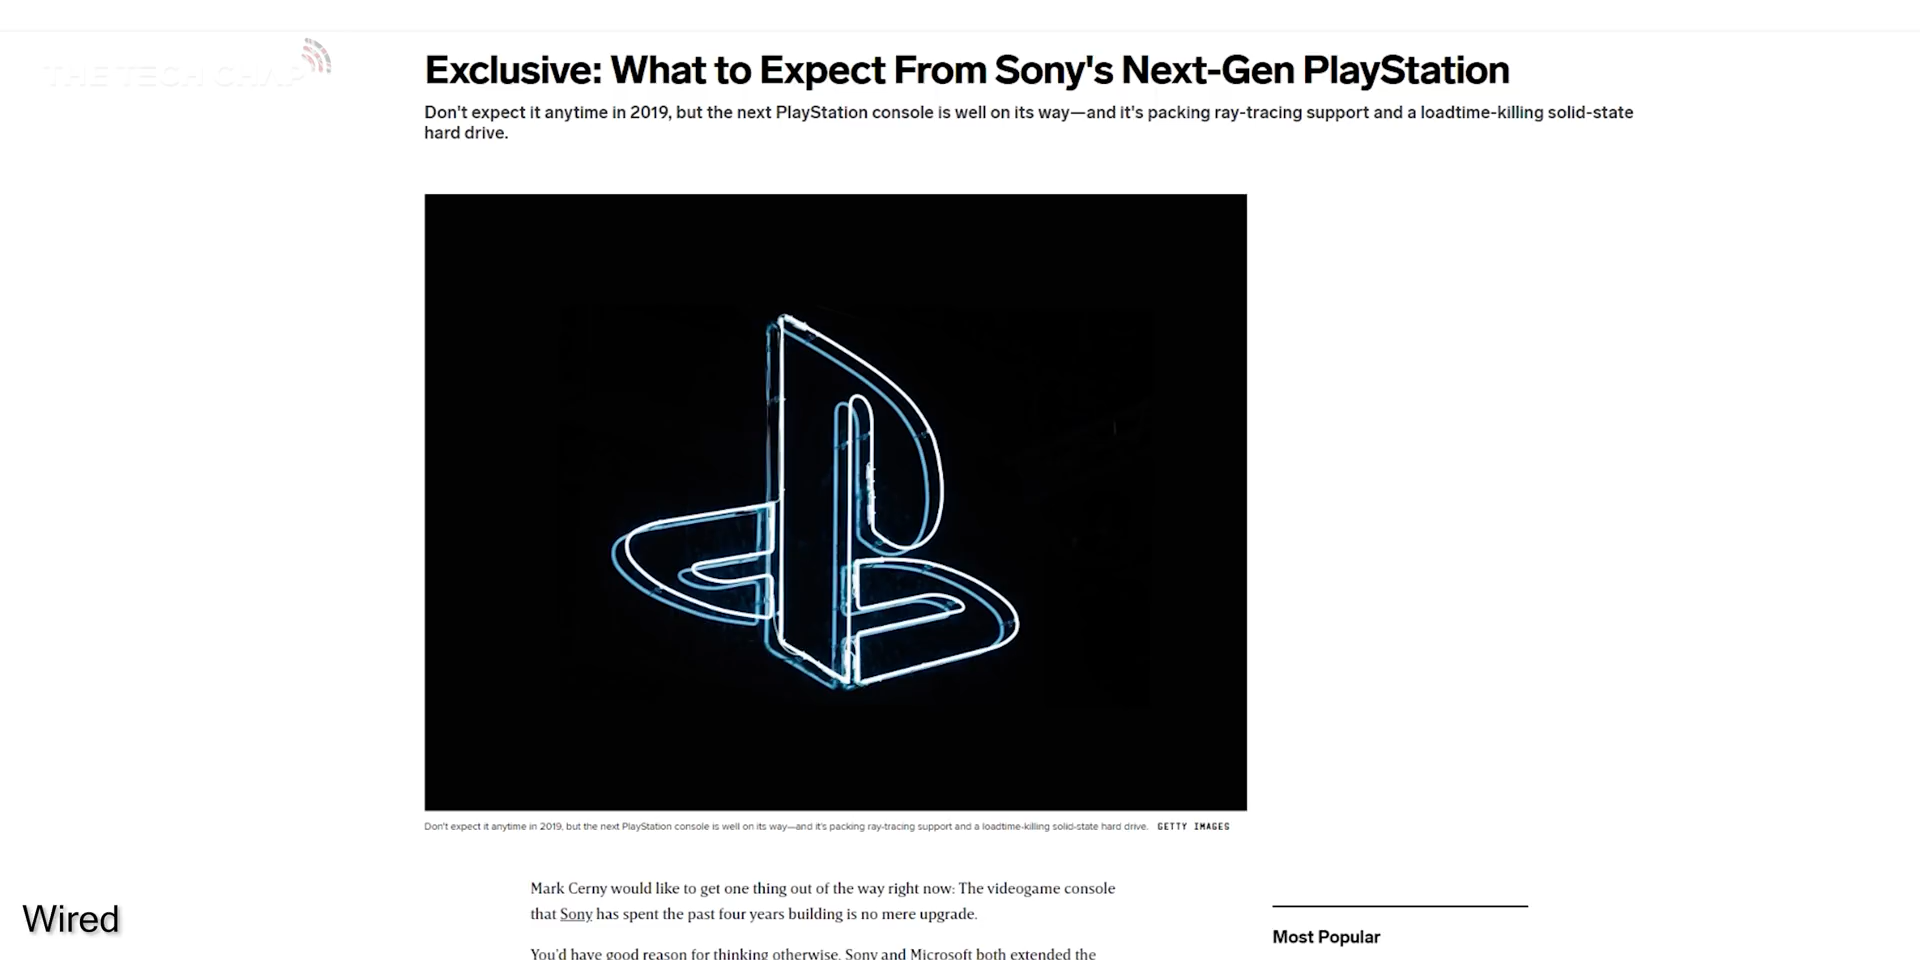 THE TECH CHAP
Exclusive: What to Expect From Sony's Next-Gen PlayStation
Don't expect it anytime in 2019, but the next PlayStation console is well on its way—and it's packing ray-tracing support and a loadtime-killing solid-state
hard drive.
Don't expect it anytime in 2019, but the next PlayStation console is well on its way—and it's packing ray-tracing support and a loadtime-killing solid-state hard drive. GETTY IMAGES
Mark Cerny would like to get one thing out of the way right now: The videogame console
that Sony has spent the past four years building is no mere upgrade.
You'd have good reason for thinking otherwise. Sony and Microsoft both extended the
Wired
Most Popular